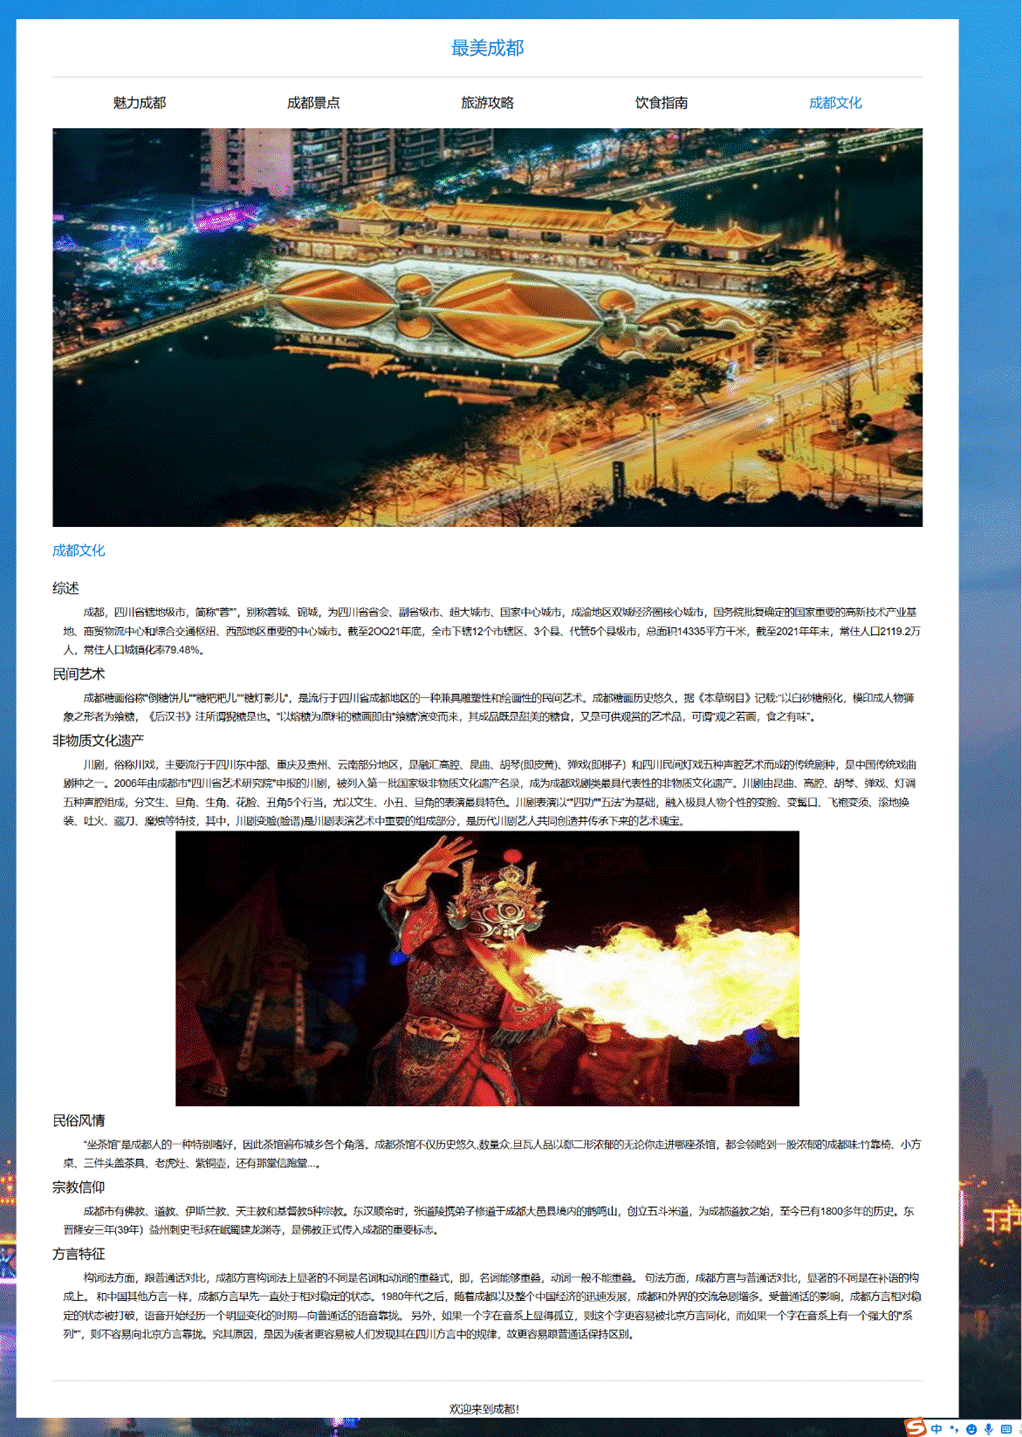 最美成都
魅力成都 成都景点 旅游攻略 饮食指南 成都文化
成都文化
综述
成都，四川省辖地级市，简称"蓉""，别称蓉城、锦城，为四川省省会、副省级市、超大城市、国家中心城市，成渝地区双城经济圈核心城市，国务院批复确定的国家重要的高新技术产业基
地、商贸物流中心和综合交通枢纽、西部地区重要的中心城市。截至2OQ21年底，全市下辖12个市辖区、3个县、代管5个县级市，总面积14335平方干米，截至2021年年末，常住人口2119.2万
人，常住人口城镇化率79.48%。
民间艺术
成都糖画俗称"倒糖饼儿""糖粑粑儿""糖灯影儿"，是流行于四川省成都地区的一种兼具雕塑性和绘画性的民间艺术。成都糖画历史悠久，据《本草纲目》记载:"以白砂糖煎化，模印成人物狮
象之形者为飨糖，《后汉书》注所谓猊糖是也。"以熔糖为原料的糖画即由"飨糖"演变而来，其成品既是甜美的糖食，又是可供观赏的艺术品，可谓"观之若画，食之有味"。
非物质文化遗产
川剧，俗称川戏，主要流行于四川东中部、重庆及贵州、云南部分地区，是融汇高腔、昆曲、胡琴(即皮黄)、弹戏(即梆子）和四川民间灯戏五种声腔艺术而成的传统剧种，是中国传统戏曲
剧种之一。2006年由成都市"四川省艺术研究院"申报的川剧，被列入第一批国家级非物质文化遗产名录，成为成都戏剧类最具代表性的非物质文化遗产。川剧由昆曲、高腔、胡琴、弹戏、灯调
五种声腔组成，分文生、旦角、生角、花脸、丑角5个行当，尤以文生、小丑、旦角的表演最具特色。川剧表演以""四功""五法"为基础，融入极具人物个性的变脸、变髯口、飞袍变须、滚地换
装、吐火、藏刀、魔烛等特技，其中，川剧变脸(脸谱)是川剧表演艺术中重要的组成部分，是历代川剧艺人共同创造并传承下来的艺术瑰宝。
民俗风情
"坐茶馆"是成都人的一种特别嗜好，因此茶馆遍布城乡各个角落。成都茶馆不仅历史悠久,数量众,旦瓦人品以郄二形浓郁的无论你走进哪座茶馆，都会领略到一股浓郁的成都味:竹靠椅、小方
桌、三件头盖茶具、老虎灶、紫铜壶，还有那堂信跑堂...。
宗教信仰
成都市有佛教、道教、伊斯兰教、天主教和基督教5种宗教。东汉顺帝时，张道陵携弟子修道于成都大邑县境内的鹤鸣山，创立五斗米道，为成都道教之始，至今已有1800多年的历史。东
晋隆安三年(39年）益州刺史毛球在岷蜀建龙渊寺，是佛教正式传入成都的重要标志。
方言特征
构词法方面，跟普通话对比，成都方言构词法上显著的不同是名词和动词的重叠式，即，名词能够重叠，动词一般不能重叠。 句法方面，成都方言与普通话对比，显著的不同是在补语的构
成上。 和中国其他方言一样，成都方言早先一直处于相对稳定的状态。1980年代之后，随着成都以及整个中国经济的迅速发展，成都和外界的交流急剧增多。受普通话的影响，成都方言相对稳
定的状态被打破，语音开始经历一个明显变化的时期—向普通话的语音靠拢。 另外，如果一个字在音系上显得孤立，则这个字更容易被北京方言同化，而如果一个字在音系上有一个强大的"系
列""，则不容易向北京方言靠拢。究其原因，是因为後者更容易被人们发现其在四川方言中的规律，故更容易跟普通话保持区别。
欢迎来到成都!
中